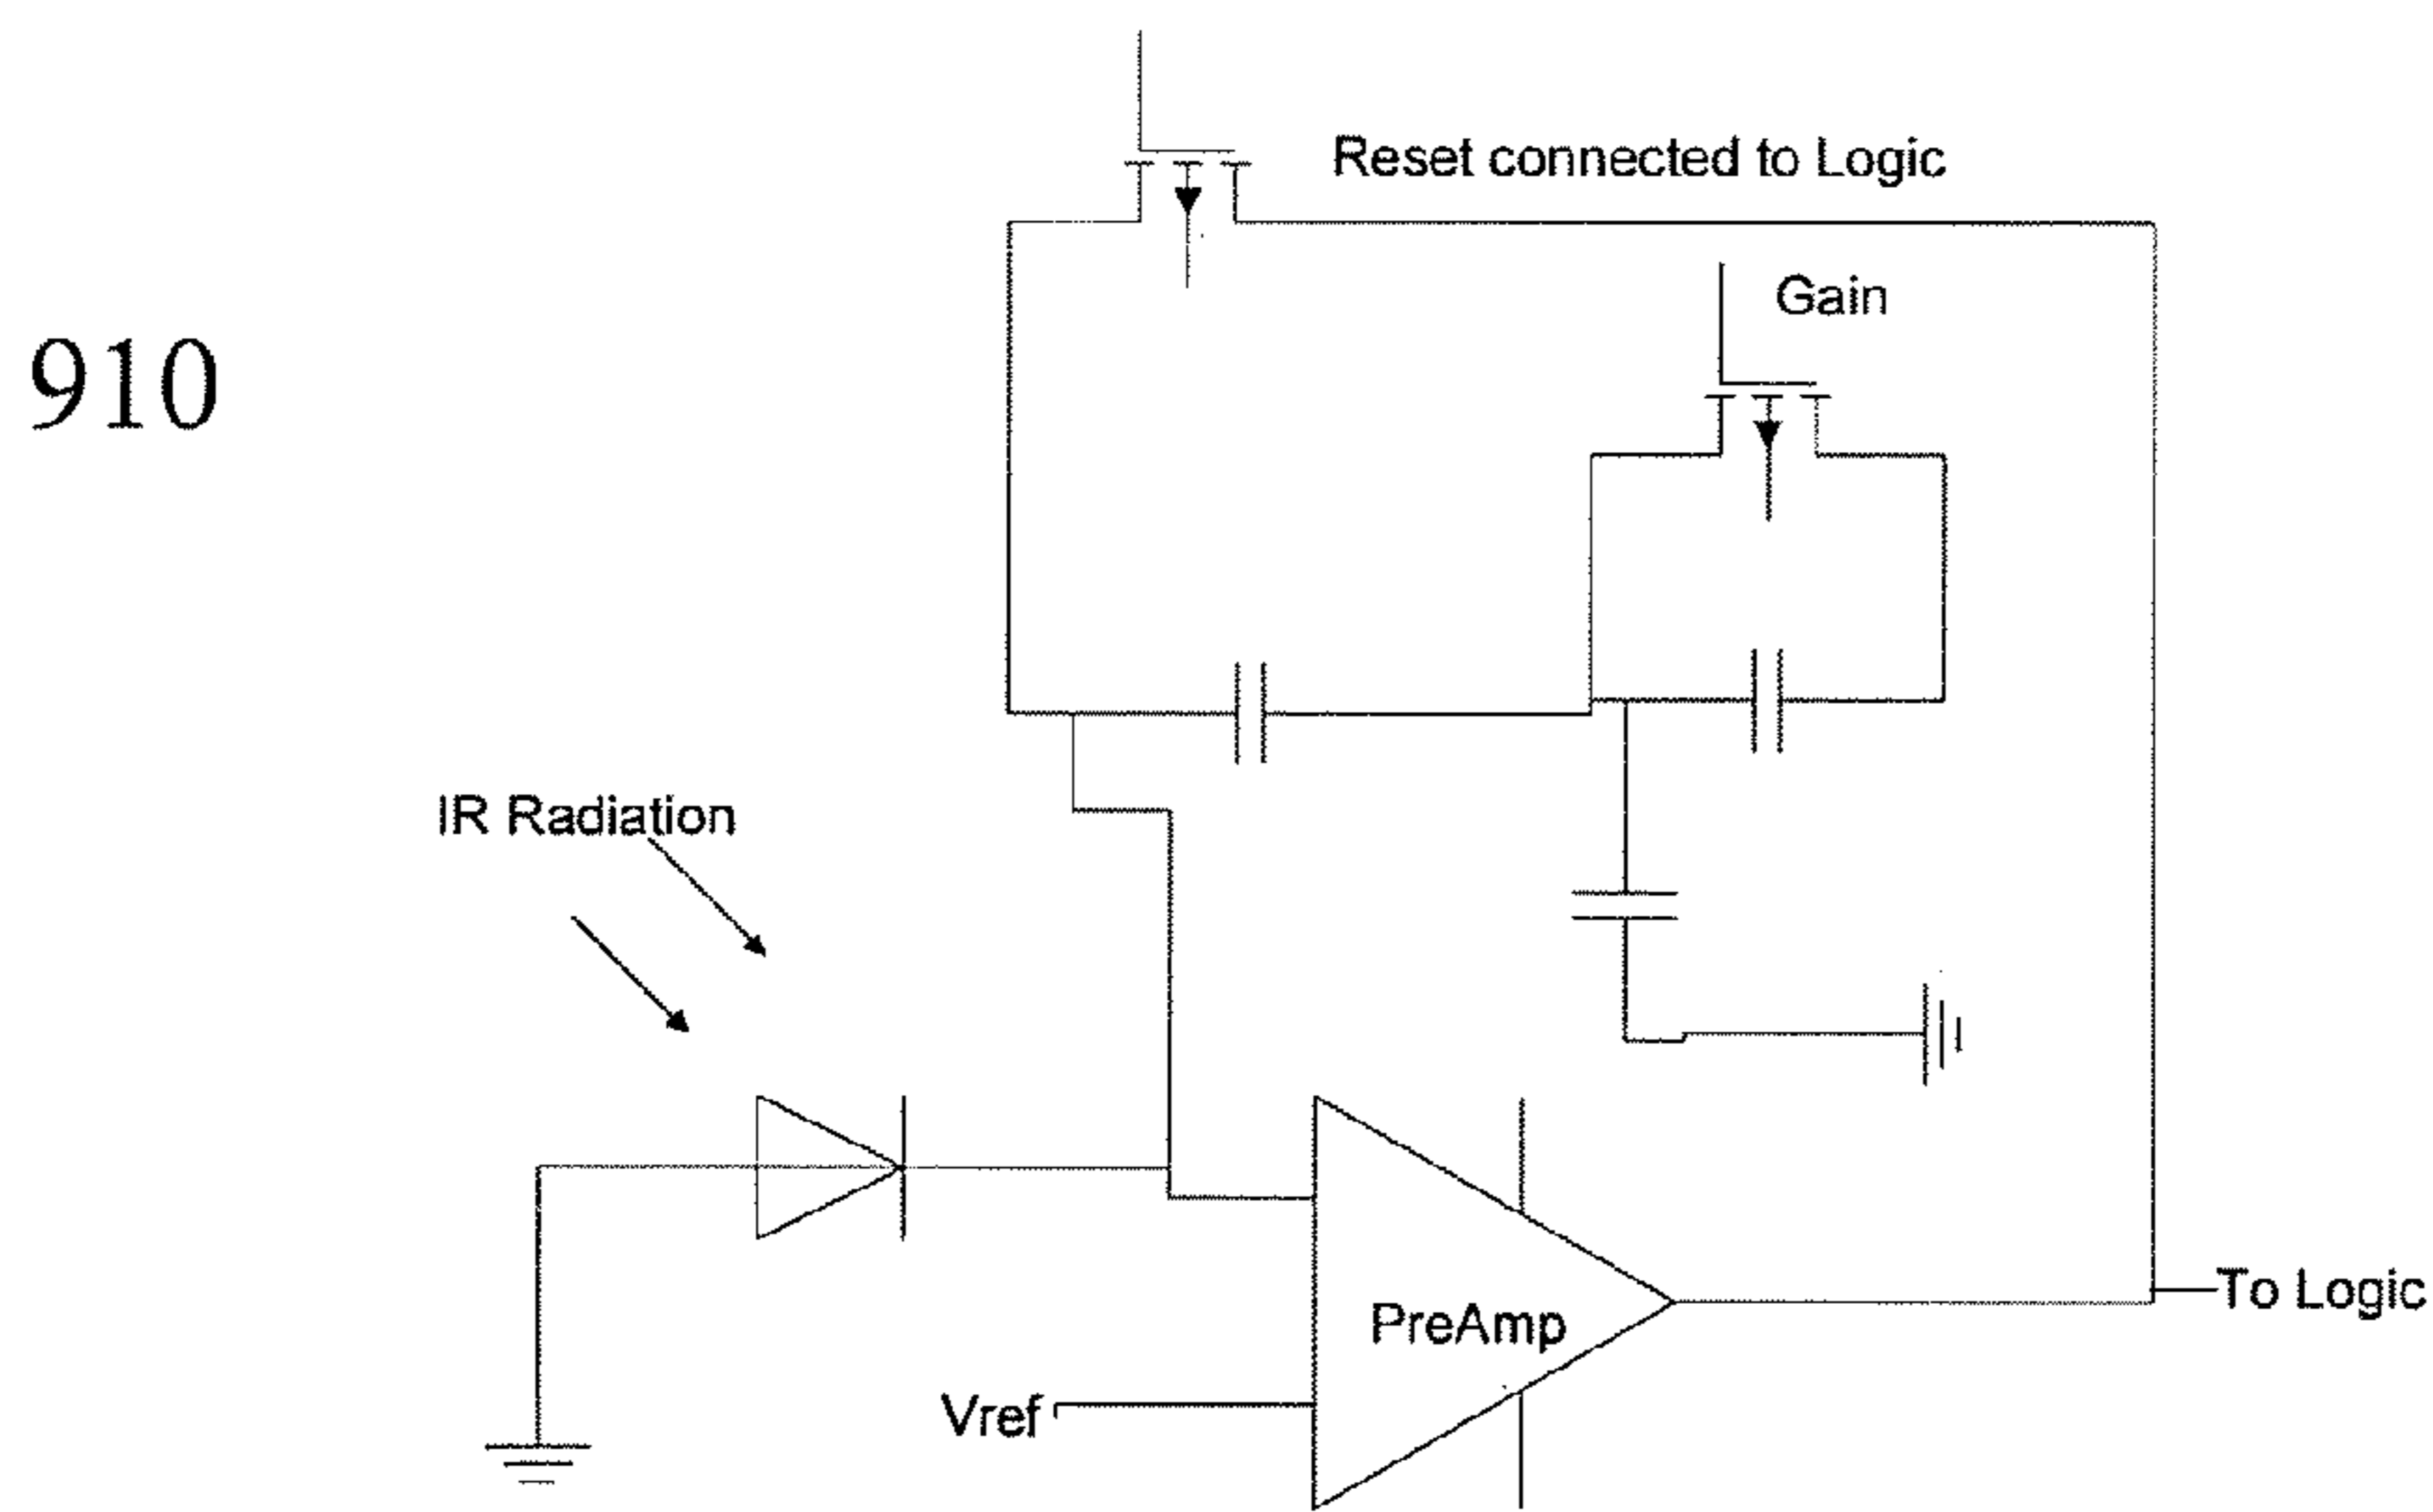 Reset connected to Logic
Gain
910
IR Radiation
PreAmp
To Logic
Vref